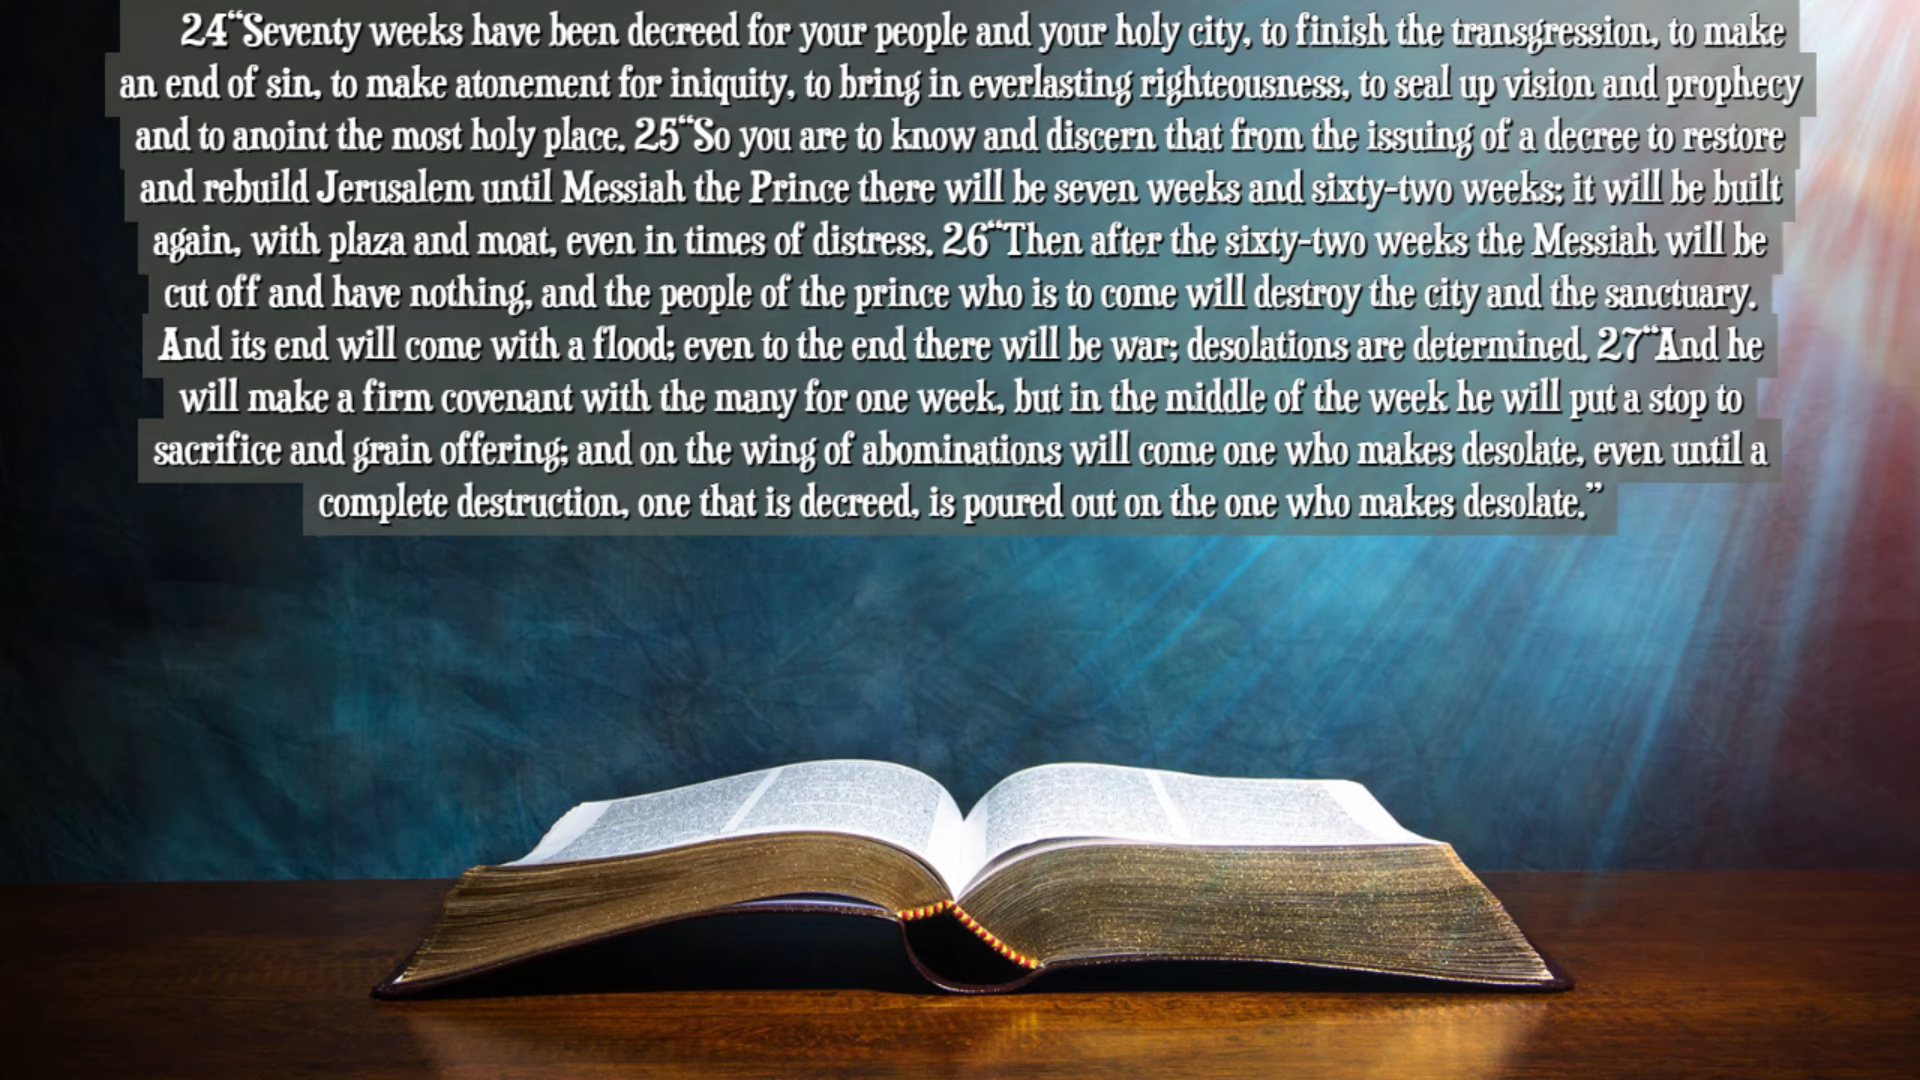 24“Seventy weeks have been decreed for your people and your holy city, to finish the transgression, to make
an end of sin, to make atonement for iniquity, to bring in everlasting righteousness, to seal up vision and prophecy
and to anoint the most holy place. 25“So you are to know and discern that from the issuing of a decree to restore
and rebuild Jerusalem until Messiah the Prince there will be seven weeks and sixty-two weeks; it will be built
again, with plaza and moat, even in times of distress. 26“Then after the sixty-two weeks the Messiah will be
cut off and have nothing, and the people of the prince who is to come will destroy the city and the sanctuary.
And its end will come with a flood; even to the end there will be war; desolations are determined. 27“And he
will make a firm covenant with the many for one week, but in the middle of the week he will put a stop to
sacrifice and grain offering; and on the wing of abominations will come one who makes desolate, even until a
complete destruction, one that is decreed, is poured out on the one who makes desolate.”